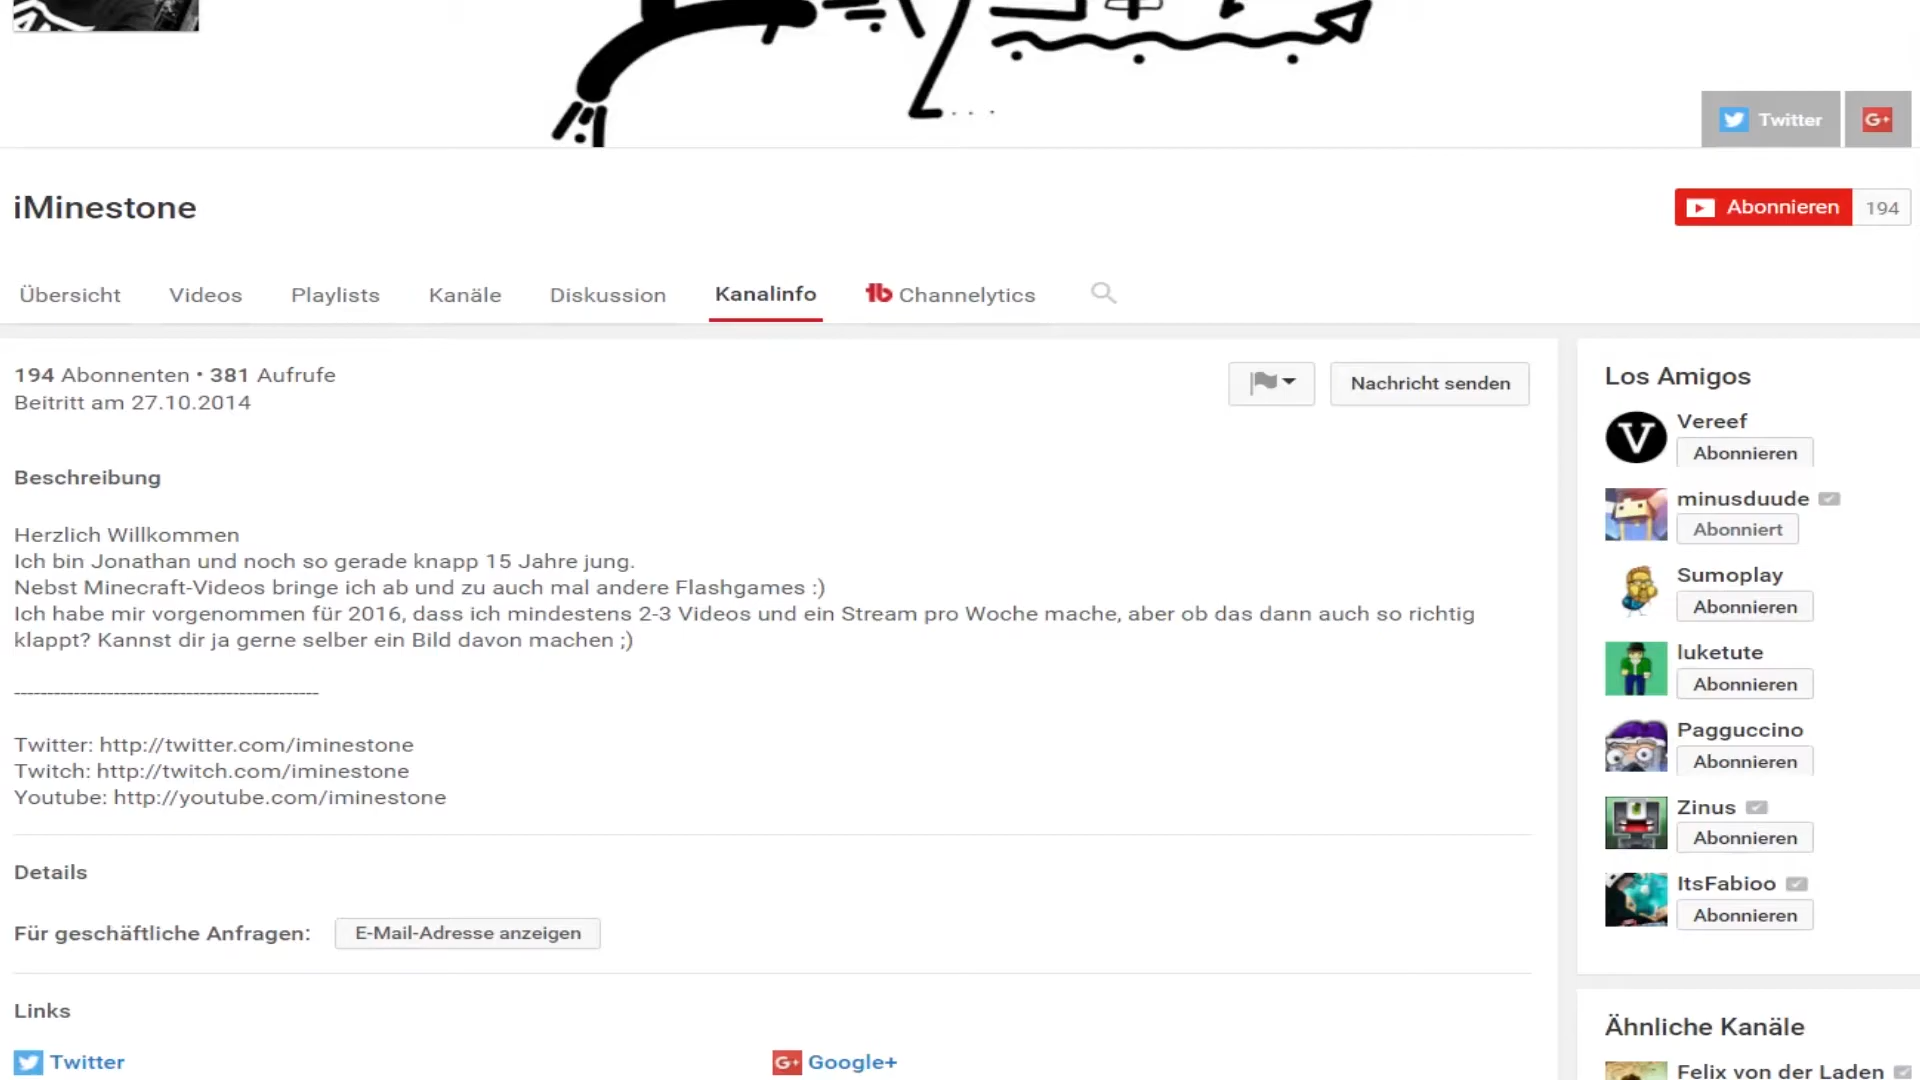 Twitter
G+
iMinestone
Abonnieren 194
Übersicht Videos Playlists Kanäle Diskussion Kanalinfo Channelytics
194 Abonnenten • 381 Aufrufe
Beitritt am 27.10.2014
Nachricht senden
Beschreibung
Herzlich Willkommen
Ich bin Jonathan und noch so gerade knapp 15 Jahre jung.
Nebst Minecraft-Videos bringe ich ab und zu auch mal andere Flashgames :)
Ich habe mir vorgenommen für 2016, dass ich mindestens 2-3 Videos und ein Stream pro Woche mache, aber ob das dann auch so richtig
klappt? Kannst dir ja gerne selber ein Bild davon machen ;)
----------------------------------------------
Twitter: http://twitter.com/iminestone
Twitch: http://twitch.com/iminestone
Youtube: http://youtube.com/iminestone
Details
Für geschäftliche Anfragen: E-Mail-Adresse anzeigen
Links
Twitter
G+ Google+
Los Amigos
V
Vereef
Abonnieren
minusduude
Abonniert
Sumoplay
Abonnieren
luketute
Abonnieren
Pagguccino
Abonnieren
Zinus
Abonnieren
ItsFabioo
Abonnieren
Ähnliche Kanäle
Felix von der Laden